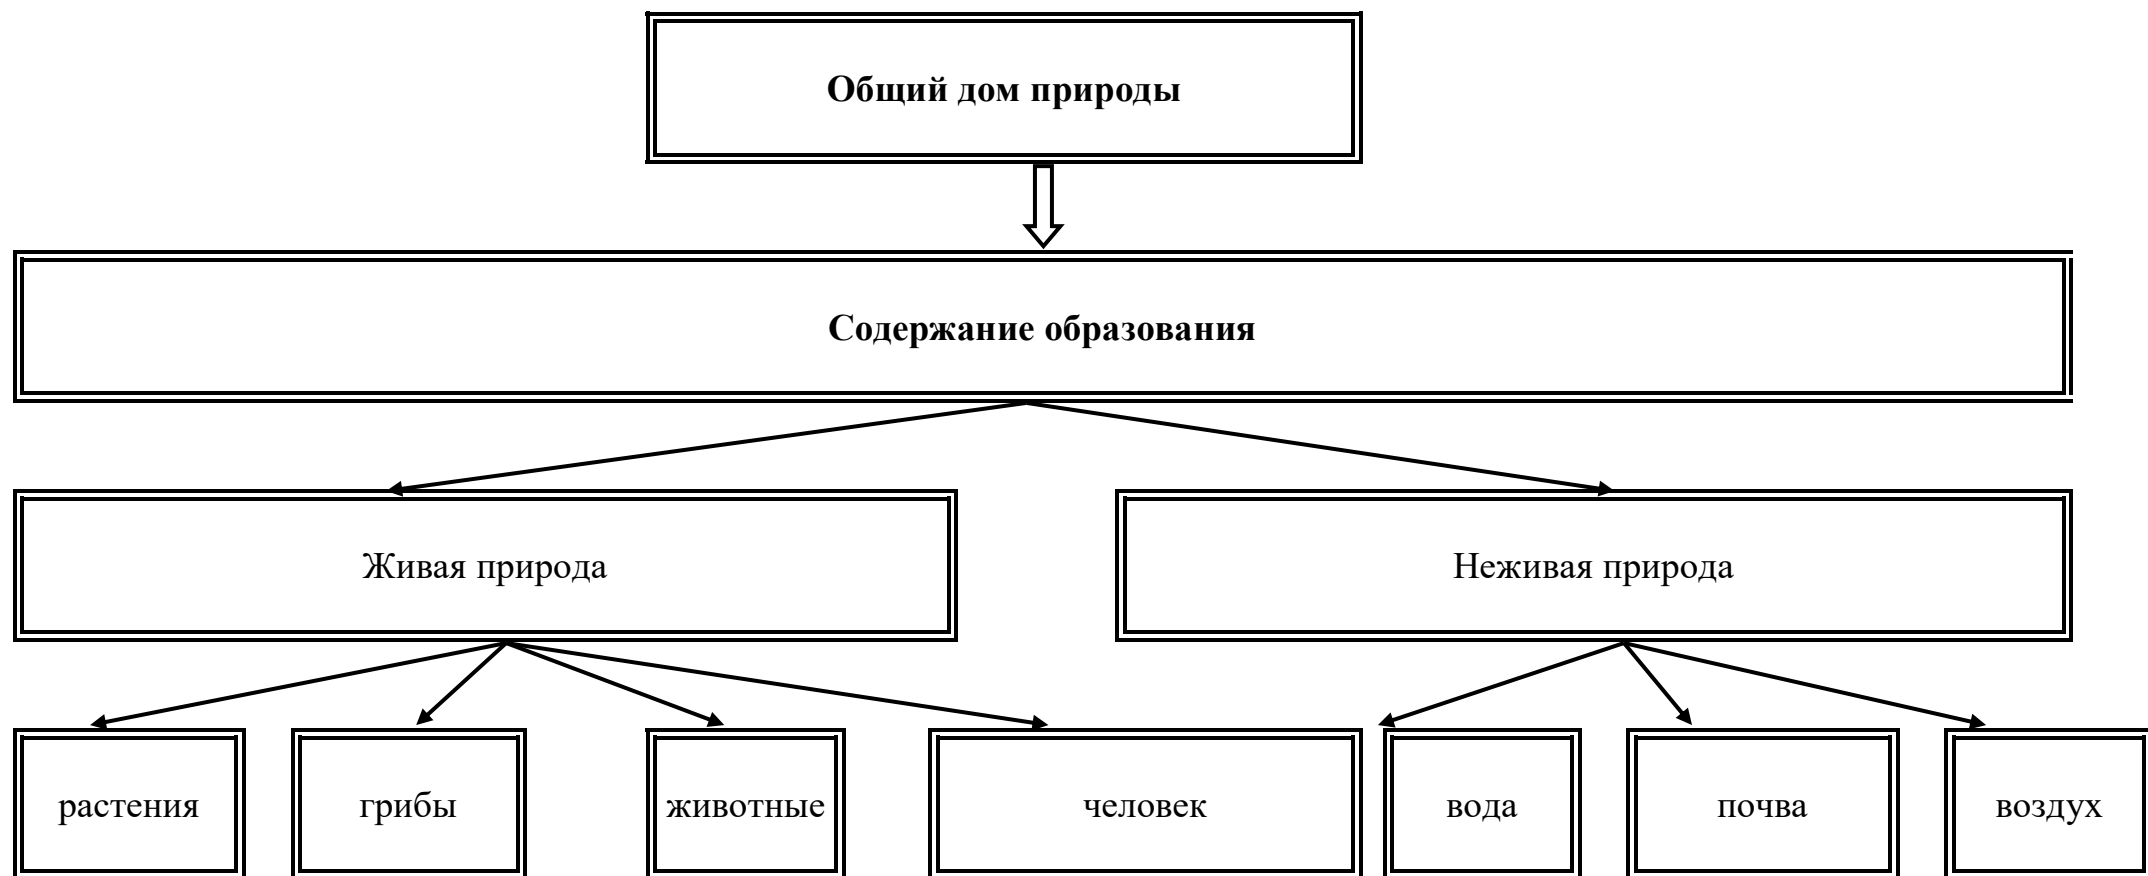 Общий дом природы
Содержание образования
Живая природа
Неживая природа
растения
грибы
животные
человек
вода
почва
воздух